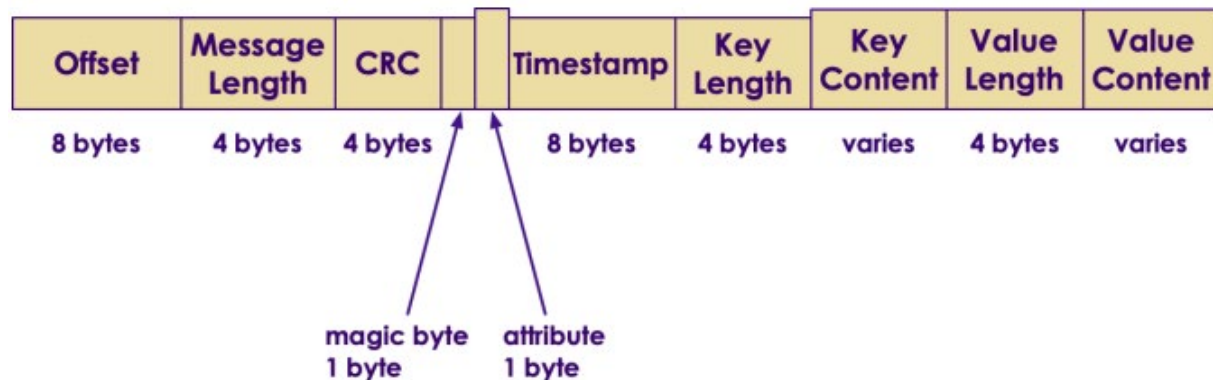 Offset
Message
Length
CRC
Timestamp
Key
Length
Key
Content
Value
Length
Value
Content
8 bytes
4 bytes
4 bytes
8 bytes
4 bytes
varies
4 bytes
varies
magic byte
1 byte
attribute
1 byte